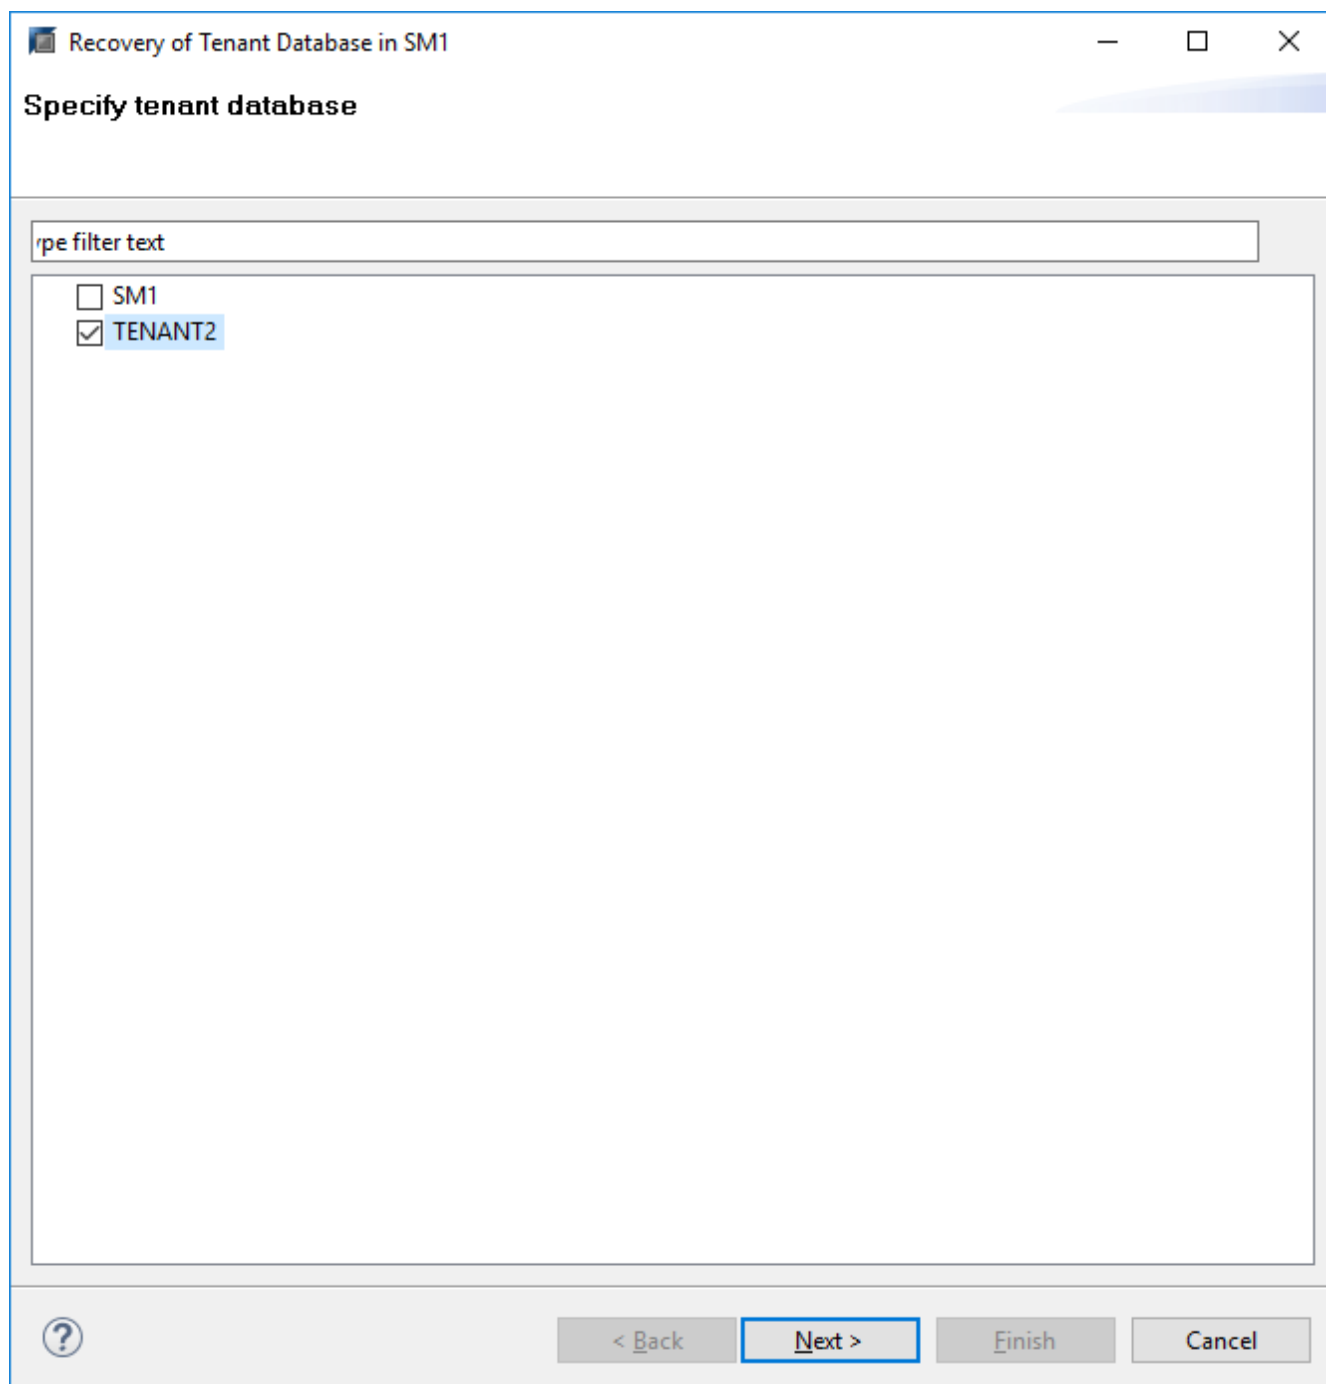 Recovery of Tenant Database in SM1
Specify tenant database
pe filter text
SM1
TENANT2
? < Back Next > Finish Cancel